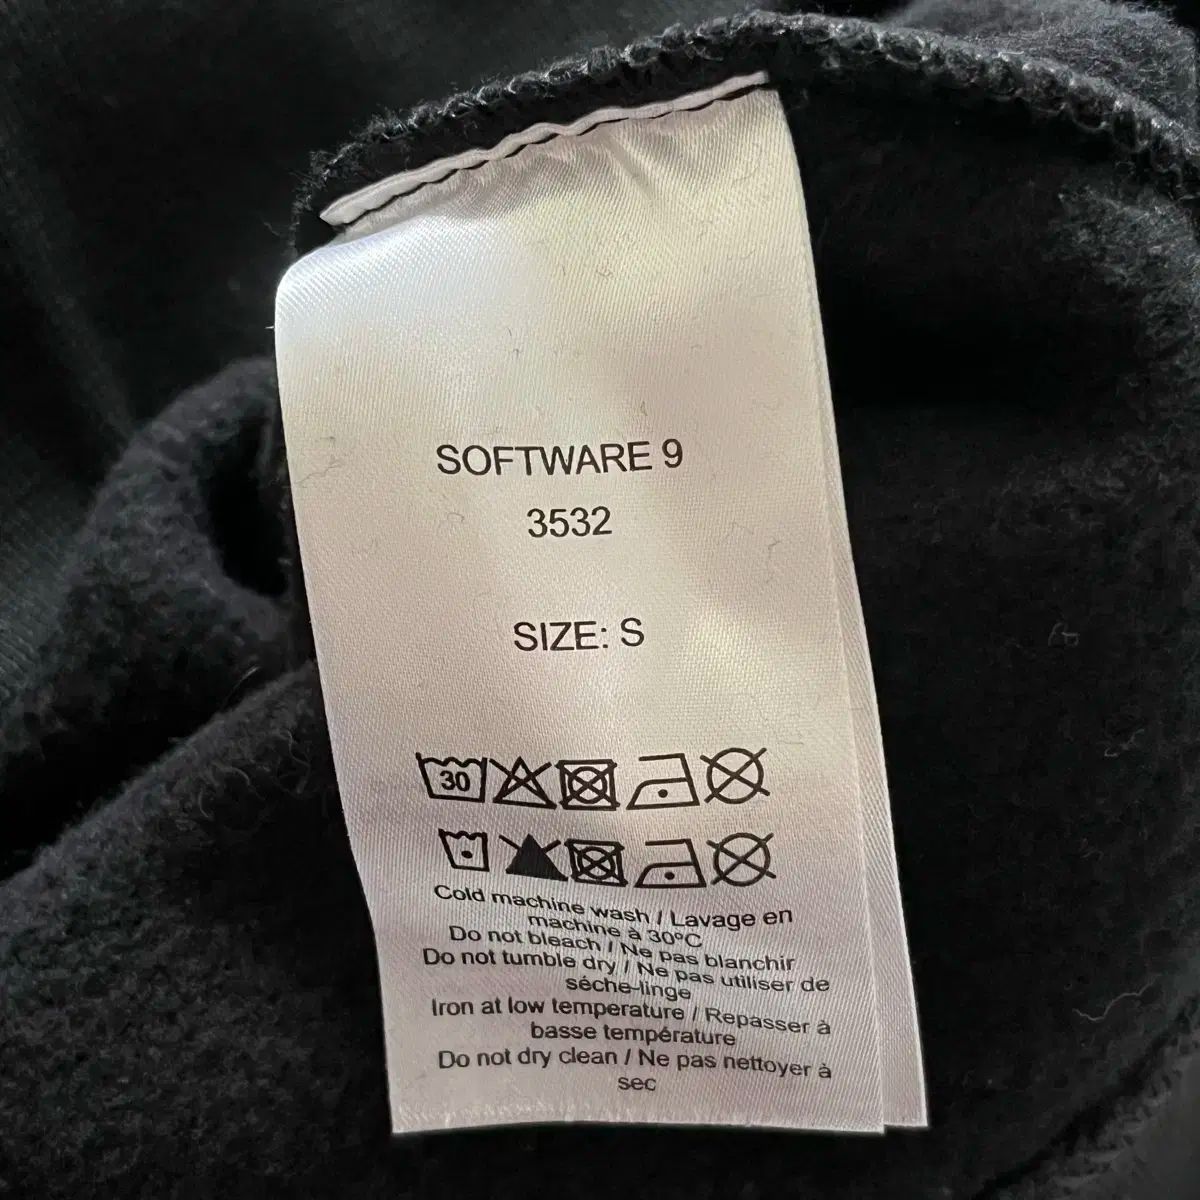 SOFTWARE 9
3532
SIZE: S
30
Cold machine wash / Lavage en
machine à 30°C
Do not bleach / Ne pas blanchir
Do not tumble dry / Ne pas utiliser de
séche-linge
Iron at low temperature / Repasser à
basse température
Do not dry clean / Ne pas nettoyer à
sec